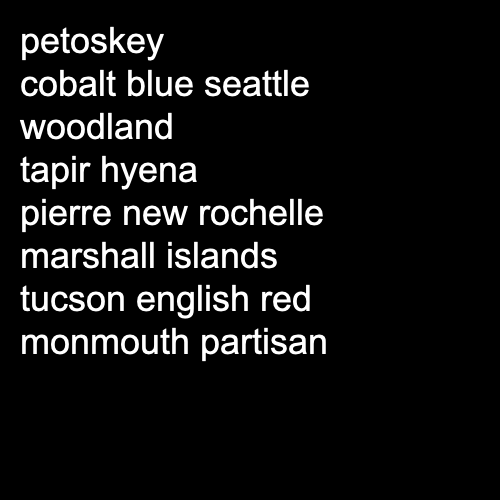 petoskey
cobalt blue seattle
woodland
tapir hyena
pierre new rochelle
marshall islands
tucson english red
monmouth partisan